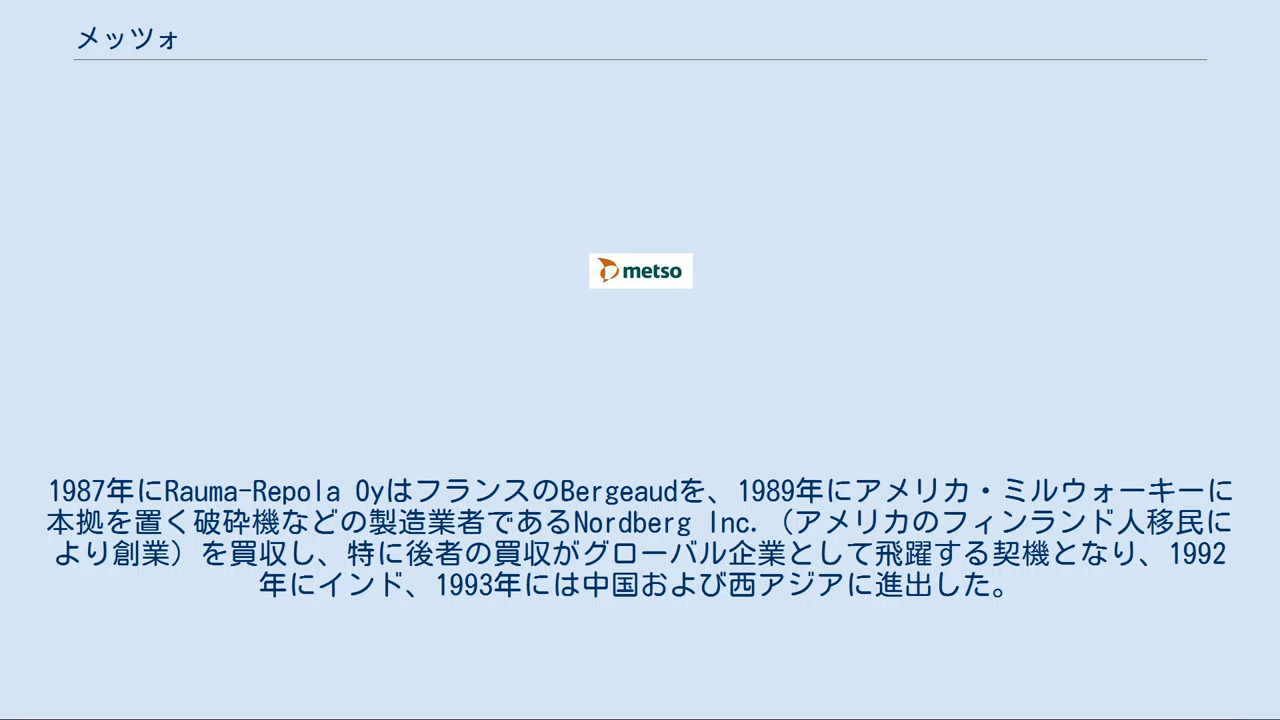 メッツォ
metso
1987年にRauma-Repola OyはフランスのBergeaudを、1989年にアメリカ・ミルウォーキーに
本拠を置く破砕機などの製造業者であるNordberg Inc.（アメリカのフィンランド人移民に
より創業）を買収し、特に後者の買収がグローバル企業として飛躍する契機となり、1992
年にインド、1993年には中国および西アジアに進出した。